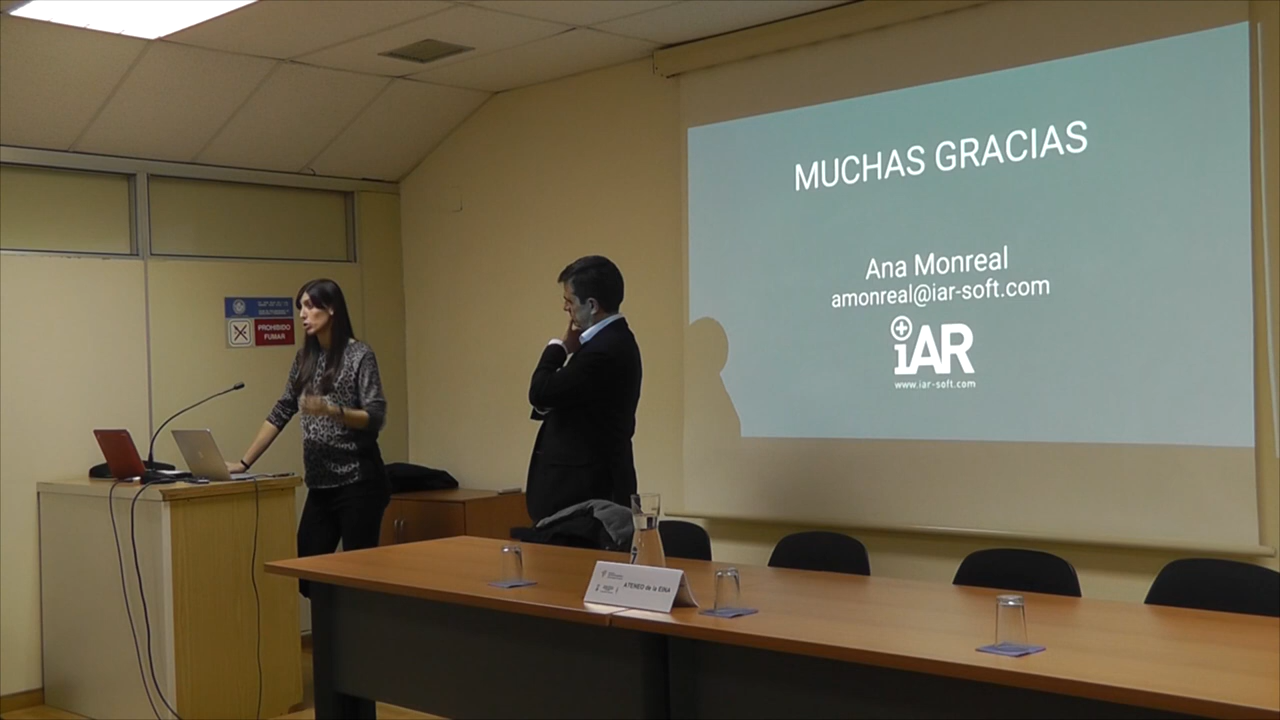 MUCHAS GRACIAS
Ana Monreal
amonreal@iar-soft.com
iAR
www.iar-soft.com
PROHIBIDO
FUMAR
ATENEO de la EINA